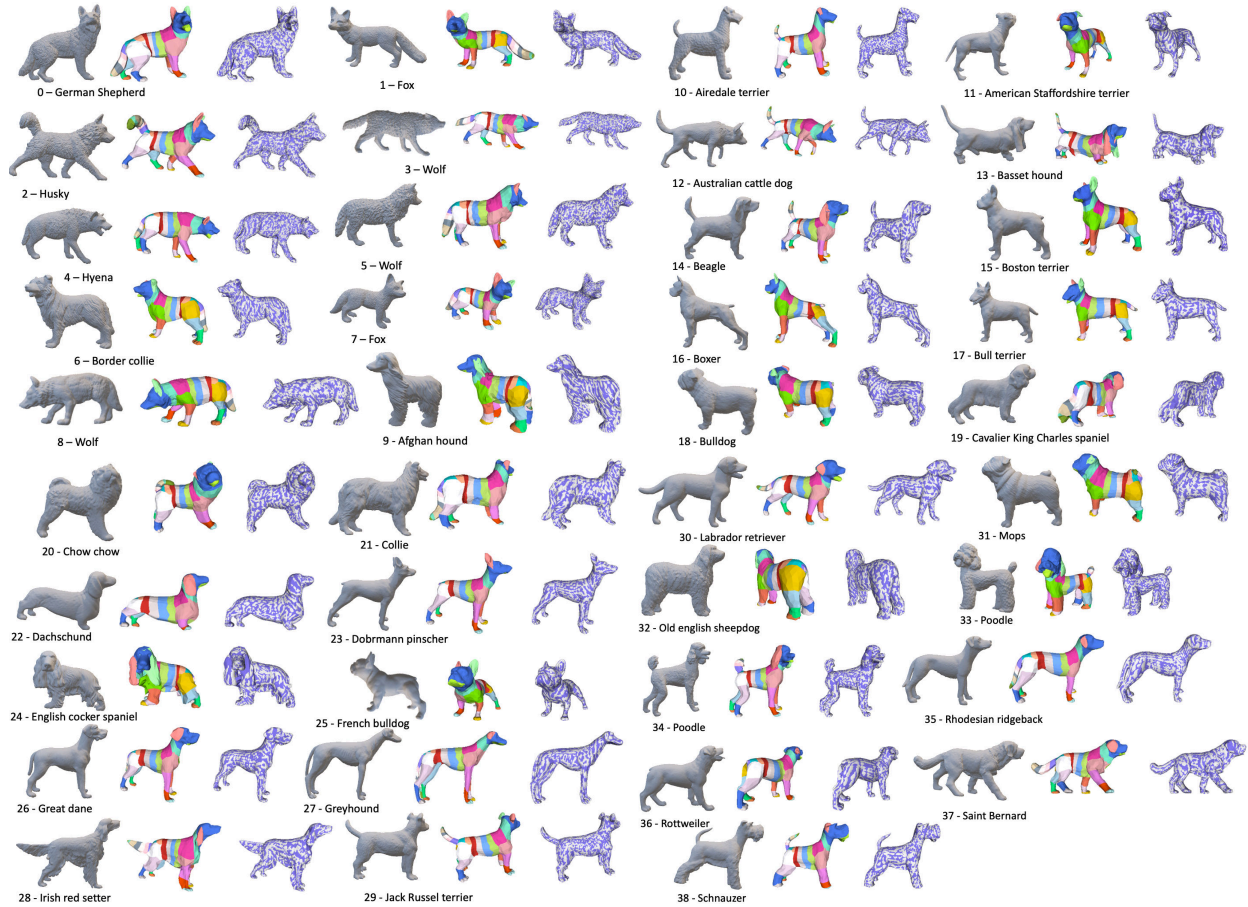 0 – German Shepherd
1 – Fox
2 – Husky
3 – Wolf
4 – Hyena
5 – Wolf
6 – Border collie
7 – Fox
8 – Wolf
9 - Afghan hound
10 - Airedale terrier
11 - American Staffordshire terrier
12 - Australian cattle dog
13 - Basset hound
14 - Beagle
15 - Boston terrier
16 - Boxer
17 - Bull terrier
18 - Bulldog
19 - Cavalier King Charles spaniel
20 - Chow chow
21 - Collie
22 - Dachschund
23 - Dobrmann pinscher
24 - English cocker spaniel
25 - French bulldog
26 - Great dane
27 - Greyhound
28 - Irish red setter
29 - Jack Russel terrier
30 - Labrador retriever
31 - Mops
32 - Old english sheepdog
33 - Poodle
34 - Poodle
35 - Rhodesian ridgeback
36 - Rottweiler
37 - Saint Bernard
38 - Schnauzer